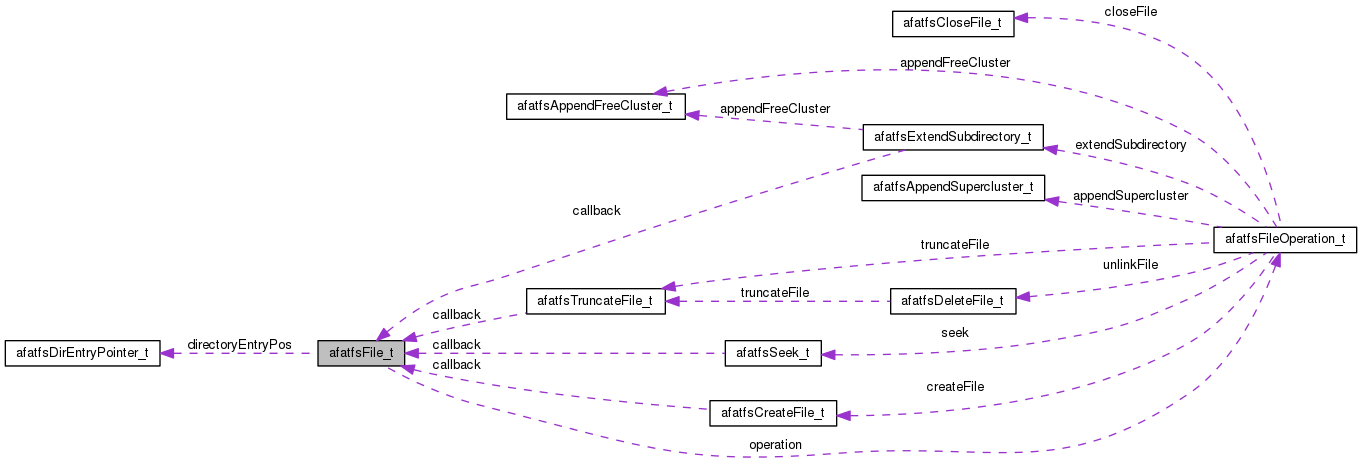 closeFile
afatfsCloseFile_t
appendFreeCluster
afatfsAppendFreeCluster_t
appendFreeCluster
afatfsExtendSubdirectory_t
extendSubdirectory
afatfsAppendSupercluster_t
appendSupercluster
callback
afatfsFileOperation_t
truncateFile
unlinkFile
afatfsTruncateFile_t
truncateFile
afatfsDeleteFile_t
callback
seek
afatfsDirEntryPointer_t
directoryEntryPos
afatfsFile_t
callback
afatfsSeek_t
callback
createFile
afatfsCreateFile_t
operation